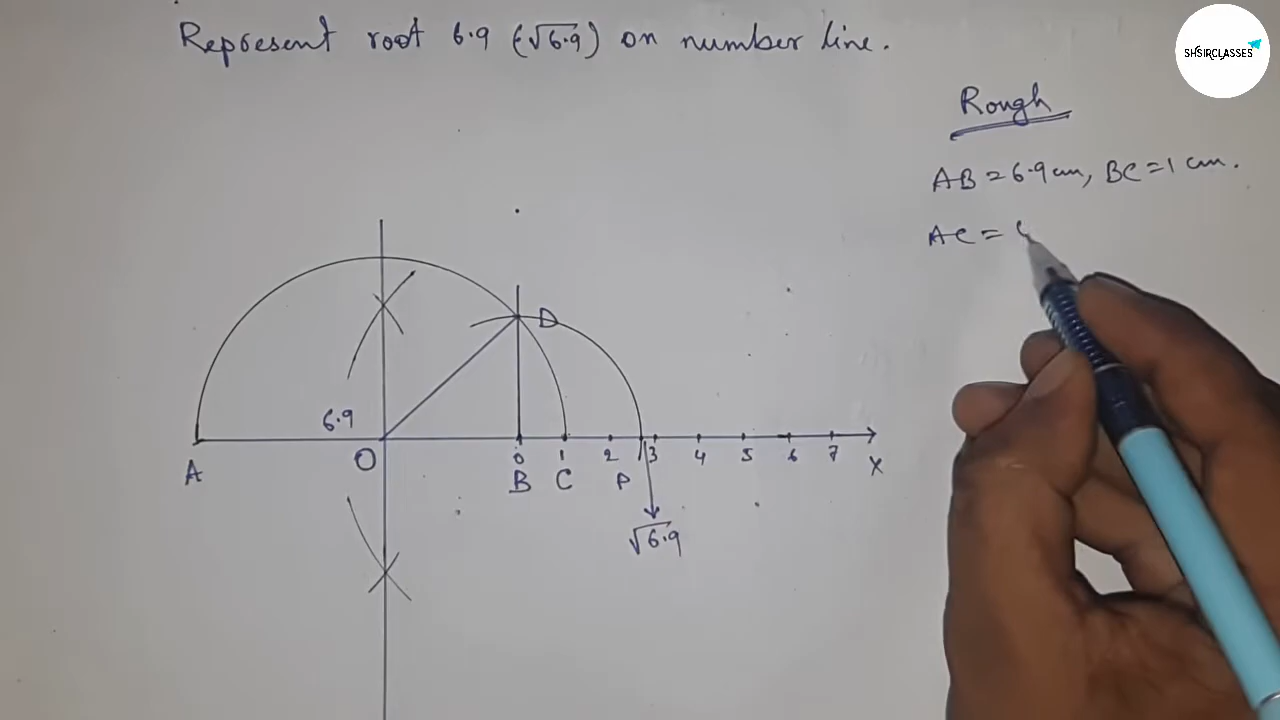 Represent root 6.9 (√6.9) on number line.
SHSIRCLASSES
Rough
AB = 6.9 cm, BC = 1 cm.
AC =
D
6.9
A
O
0 1 2 3 4 5 6 7
B C P X
√6.9